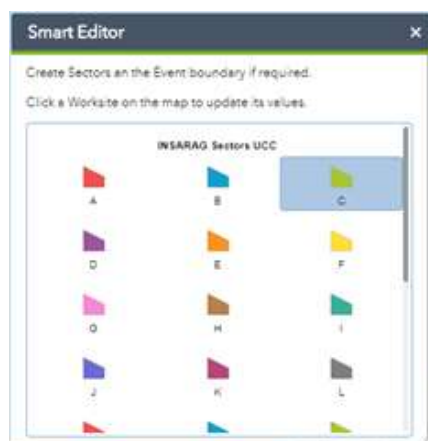 Smart Editor ×
Create Sectors an the Event boundary if required.
Click a Worksite on the map to update its values.
INSARAG Sectors UCC
A B C
D E F
G H I
J K L